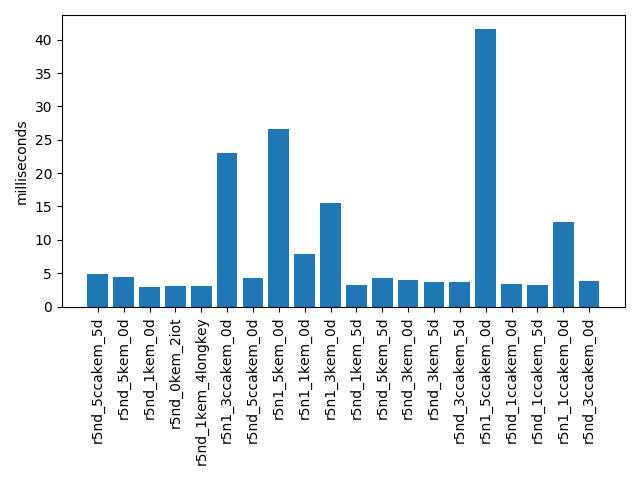 milliseconds
40
35
30
25
20
15
10
5
0
r5nd_5ccakem_5d
r5nd_5kem_0d
r5nd_1kem_0d
r5nd_0kem_2iot
r5nd_1kem_4longkey
r5n1_3ccakem_0d
r5nd_5ccakem_0d
r5n1_5kem_0d
r5n1_1kem_0d
r5n1_3kem_0d
r5nd_1kem_5d
r5nd_5kem_5d
r5nd_3kem_0d
r5nd_3kem_5d
r5nd_3ccakem_5d
r5n1_5ccakem_0d
r5nd_1ccakem_0d
r5nd_1ccakem_5d
r5n1_1ccakem_0d
r5nd_3ccakem_0d